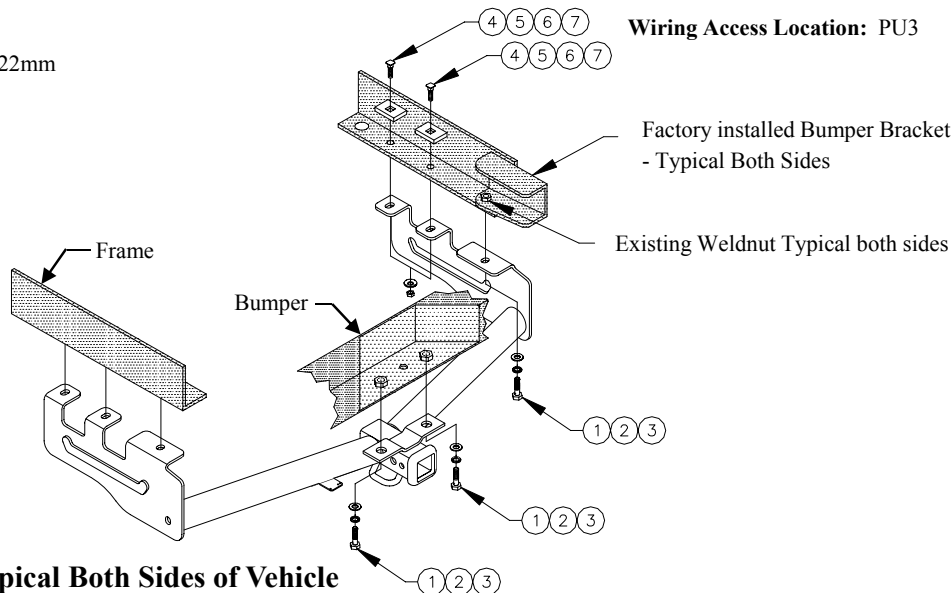 4 5 6 7
Wiring Access Location: PU3
4 5 6 7
22mm
Factory installed Bumper Bracket
- Typical Both Sides
Existing Weldnut Typical both sides
Frame
Bumper
1 2 3
1 2 3
pical Both Sides of Vehicle
1 2 3